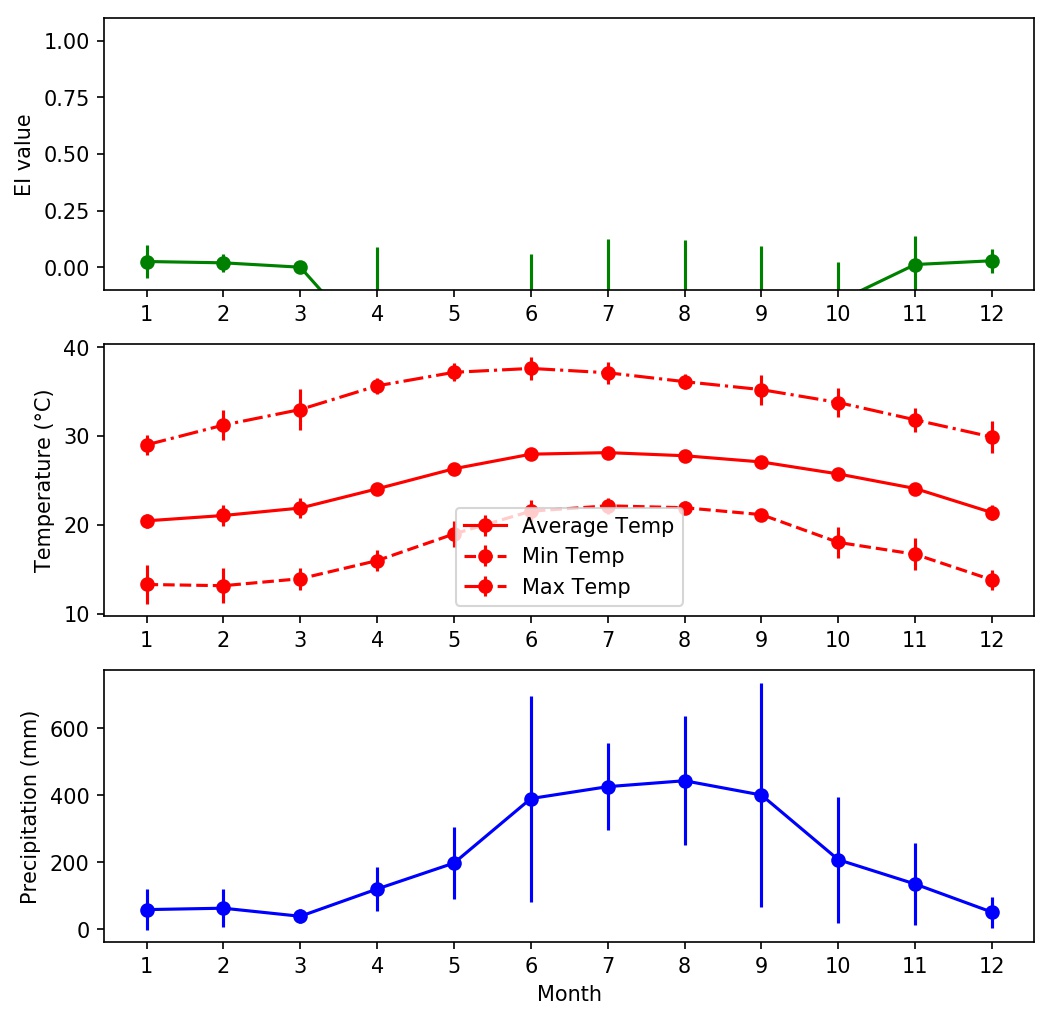 EI value
1.00
0.75
0.50
0.25
0.00
1 2 3 4 5 6 7 8 9 10 11 12
Temperature (°C)
40
30
20
10
Average Temp
Min Temp
Max Temp
1 2 3 4 5 6 7 8 9 10 11 12
Precipitation (mm)
600
400
200
0
1 2 3 4 5 6 7 8 9 10 11 12
Month